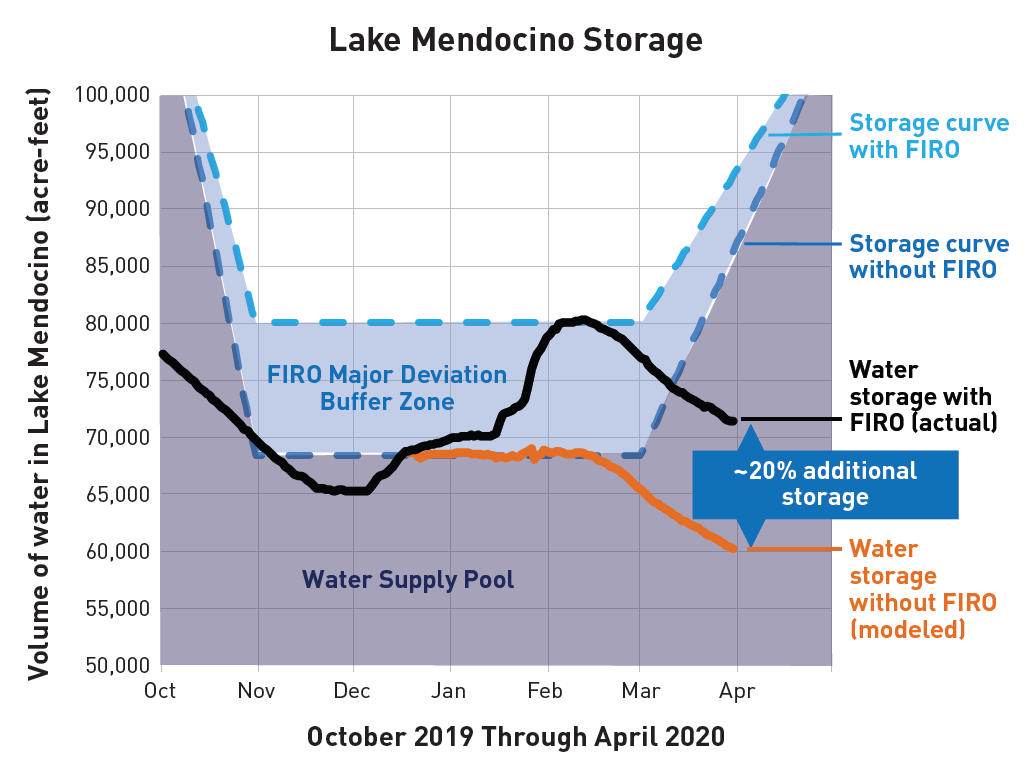 Lake Mendocino Storage
Volume of water in Lake Mendocino (acre-feet)
100,000
95,000
90,000
85,000
80,000
75,000
70,000
65,000
60,000
55,000
50,000
Oct
Nov
Dec
Jan
Feb
Mar
Apr
October 2019 Through April 2020
FIRO Major Deviation
Buffer Zone
Water Supply Pool
Storage curve
with FIRO
Storage curve
without FIRO
Water
storage with
FIRO (actual)
~20% additional
storage
Water
storage
without FIRO
(modeled)